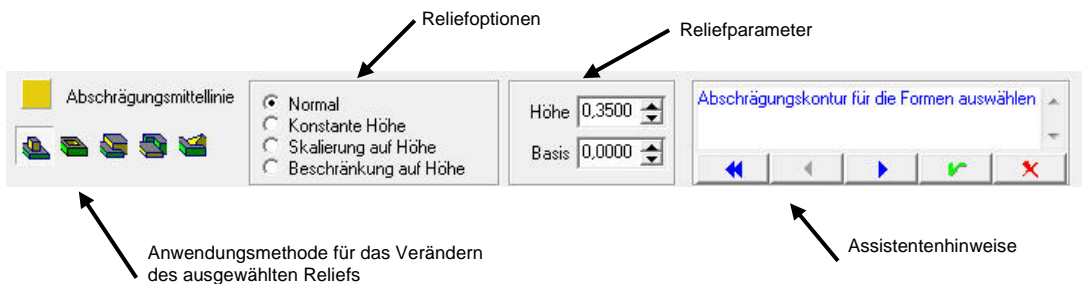 Reliefoptionen
Reliefparameter
Abschrägungsmittellinie
Normal
Konstante Höhe
Skalierung auf Höhe
Beschränkung auf Höhe
Höhe 0,3500
Basis 0,0000
Abschrägungskontur für die Formen auswählen
Anwendungsmethode für das Verändern
des ausgewählten Reliefs
Assistentenhinweise